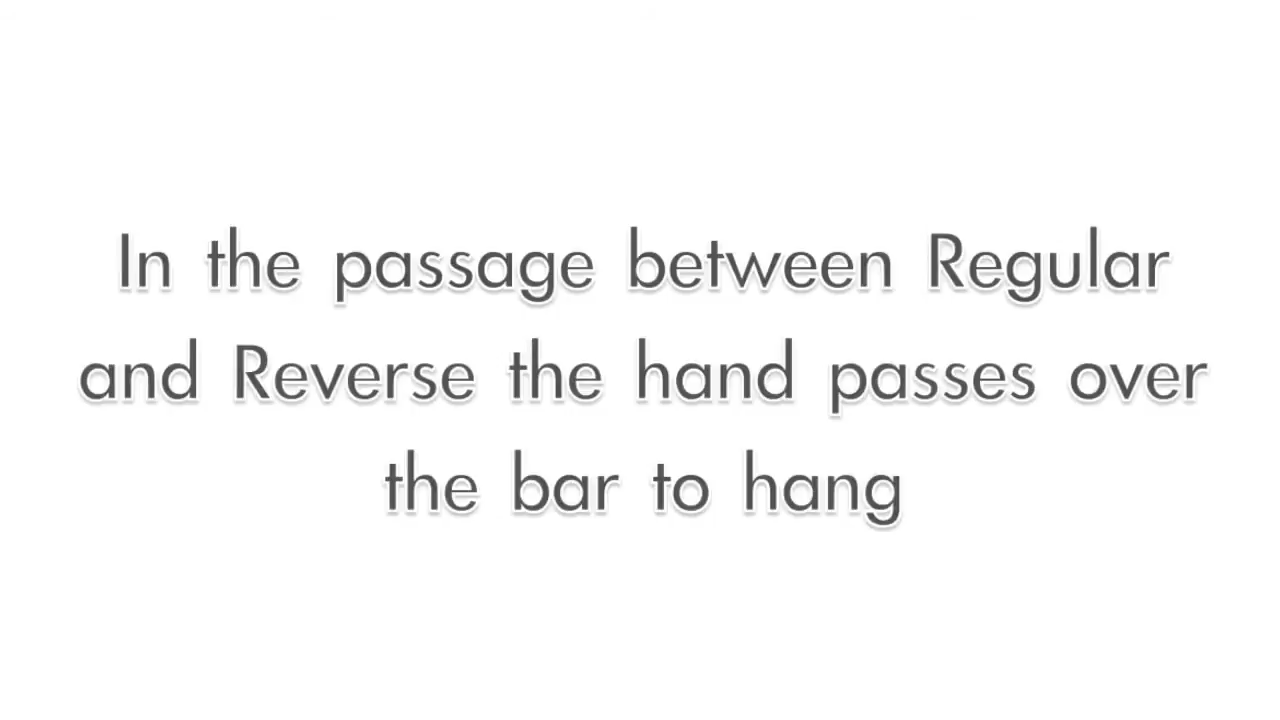 In the passage between Regular
and Reverse the hand passes over
the bar to hang